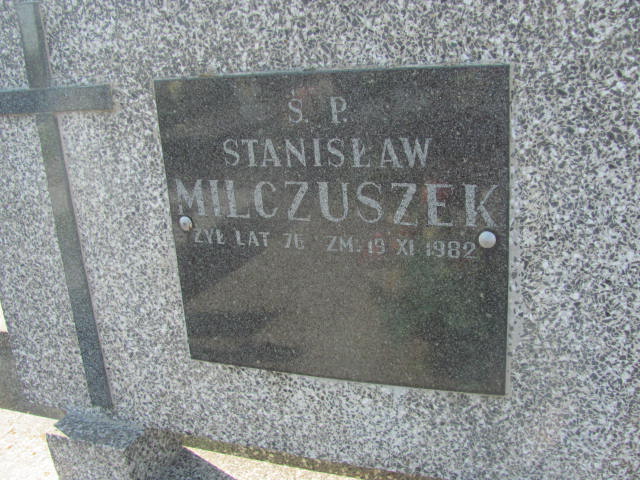 Ś. P.
STANISŁAW
MILCZUSZEK
ŻYŁ LAT 76 ZM. 19 XI 1982